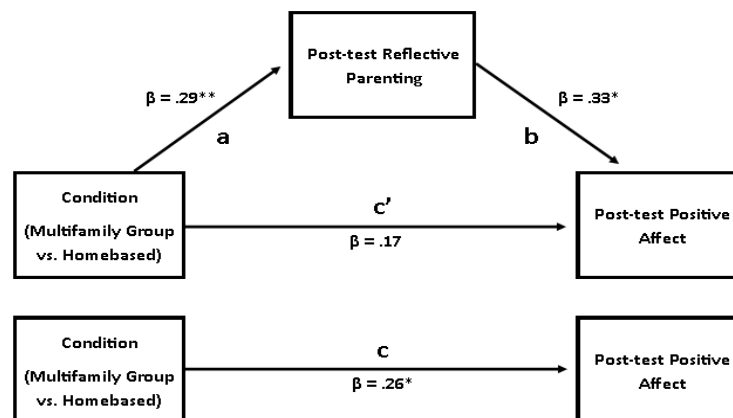 Post-test Reflective
Parenting
β = .29**
β = .33*
a
b
Condition
(Multifamily Group
vs. Homebased)
c’
β = .17
Post-test Positive
Affect
Condition
(Multifamily Group
vs. Homebased)
c
β = .26*
Post-test Positive
Affect